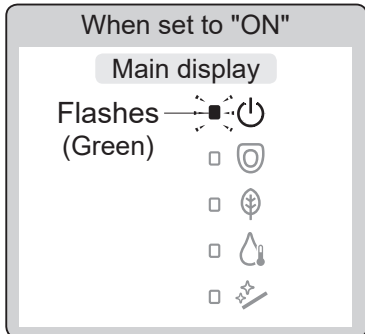 When set to "ON"
Main display
Flashes
(Green)